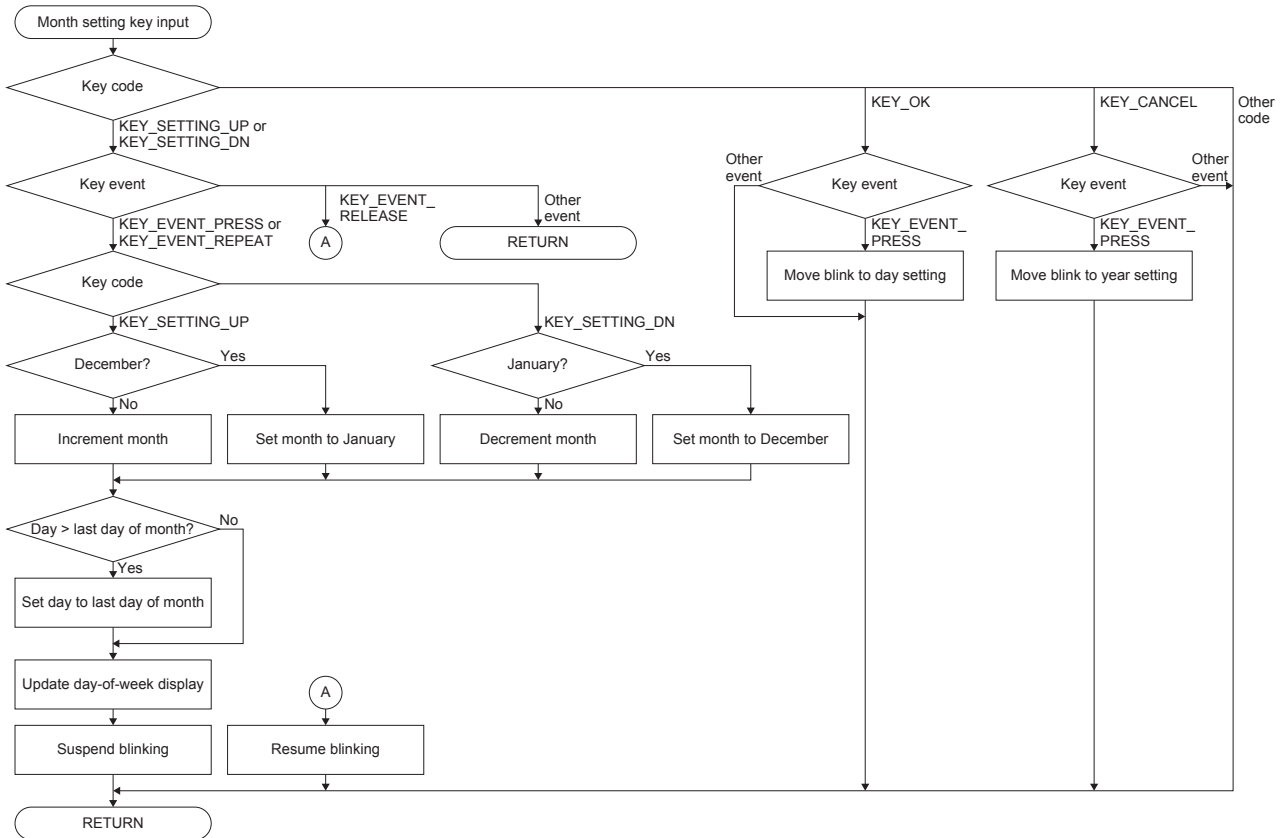 Month setting key input
Key code
KEY_OK
KEY_CANCEL
Other
code
KEY_SETTING_UP or
KEY_SETTING_DN
Key event
KEY_EVENT_
RELEASE
Other
event
Other
event
Key event
Key event
Other
event
KEY_EVENT_PRESS or
KEY_EVENT_REPEAT
A
RETURN
KEY_EVENT_
PRESS
KEY_EVENT_
PRESS
Key code
Move blink to day setting
Move blink to year setting
KEY_SETTING_UP
KEY_SETTING_DN
December?
Yes
January?
Yes
No
No
Increment month
Set month to January
Decrement month
Set month to December
Day > last day of month?
No
Yes
Set day to last day of month
Update day-of-week display
A
Suspend blinking
Resume blinking
RETURN